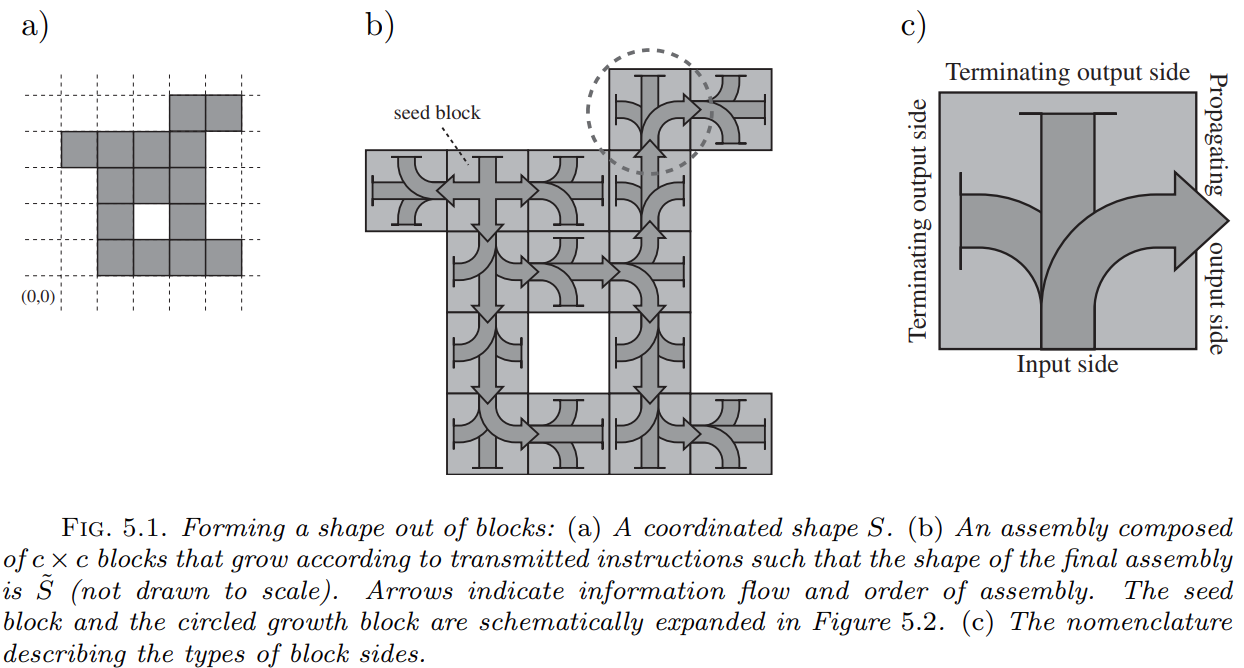 a)
b)
c)
(0,0)
seed block
Terminating output side
Terminating output side
Propagating output side
Input side
FIG. 5.1. Forming a shape out of blocks: (a) A coordinated shape S. (b) An assembly composed
of c × c blocks that grow according to transmitted instructions such that the shape of the final assembly
is S̃ (not drawn to scale). Arrows indicate information flow and order of assembly. The seed
block and the circled growth block are schematically expanded in Figure 5.2. (c) The nomenclature
describing the types of block sides.